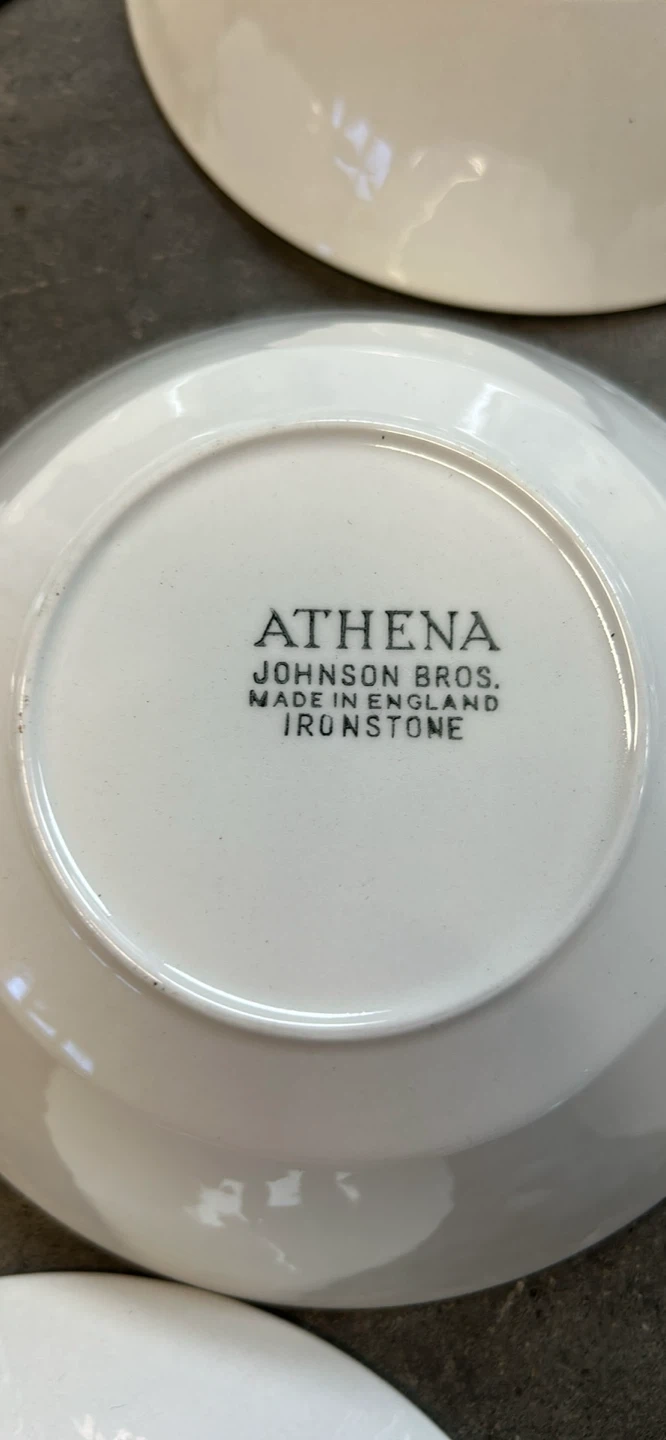 ATHENA
JOHNSON BROS.
MADE IN ENGLAND
IRONSTONE